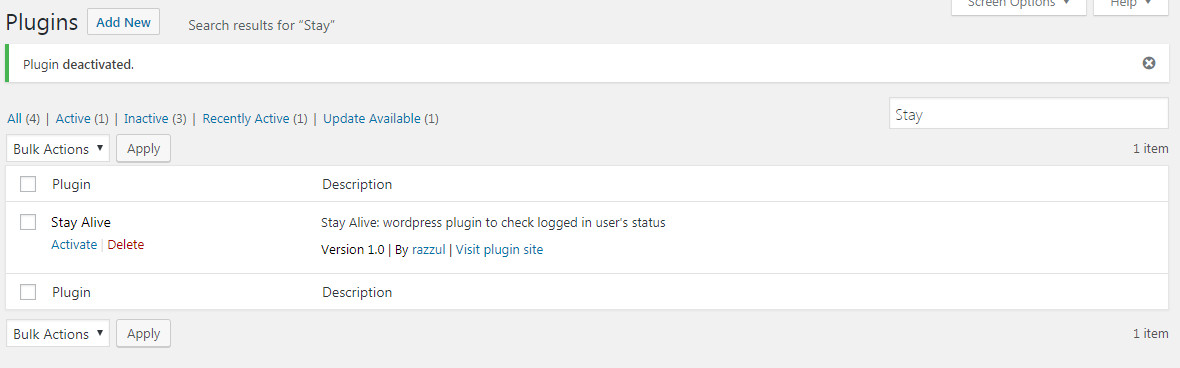 Screen Options ▼ Help ▼
Plugins Add New Search results for “Stay”
Plugin deactivated.
All (4) | Active (1) | Inactive (3) | Recently Active (1) | Update Available (1) Stay
Bulk Actions ▼ Apply 1 item
Plugin Description
Stay Alive Stay Alive: wordpress plugin to check logged in user's status
Activate | Delete Version 1.0 | By razzul | Visit plugin site
Plugin Description
Bulk Actions ▼ Apply 1 item